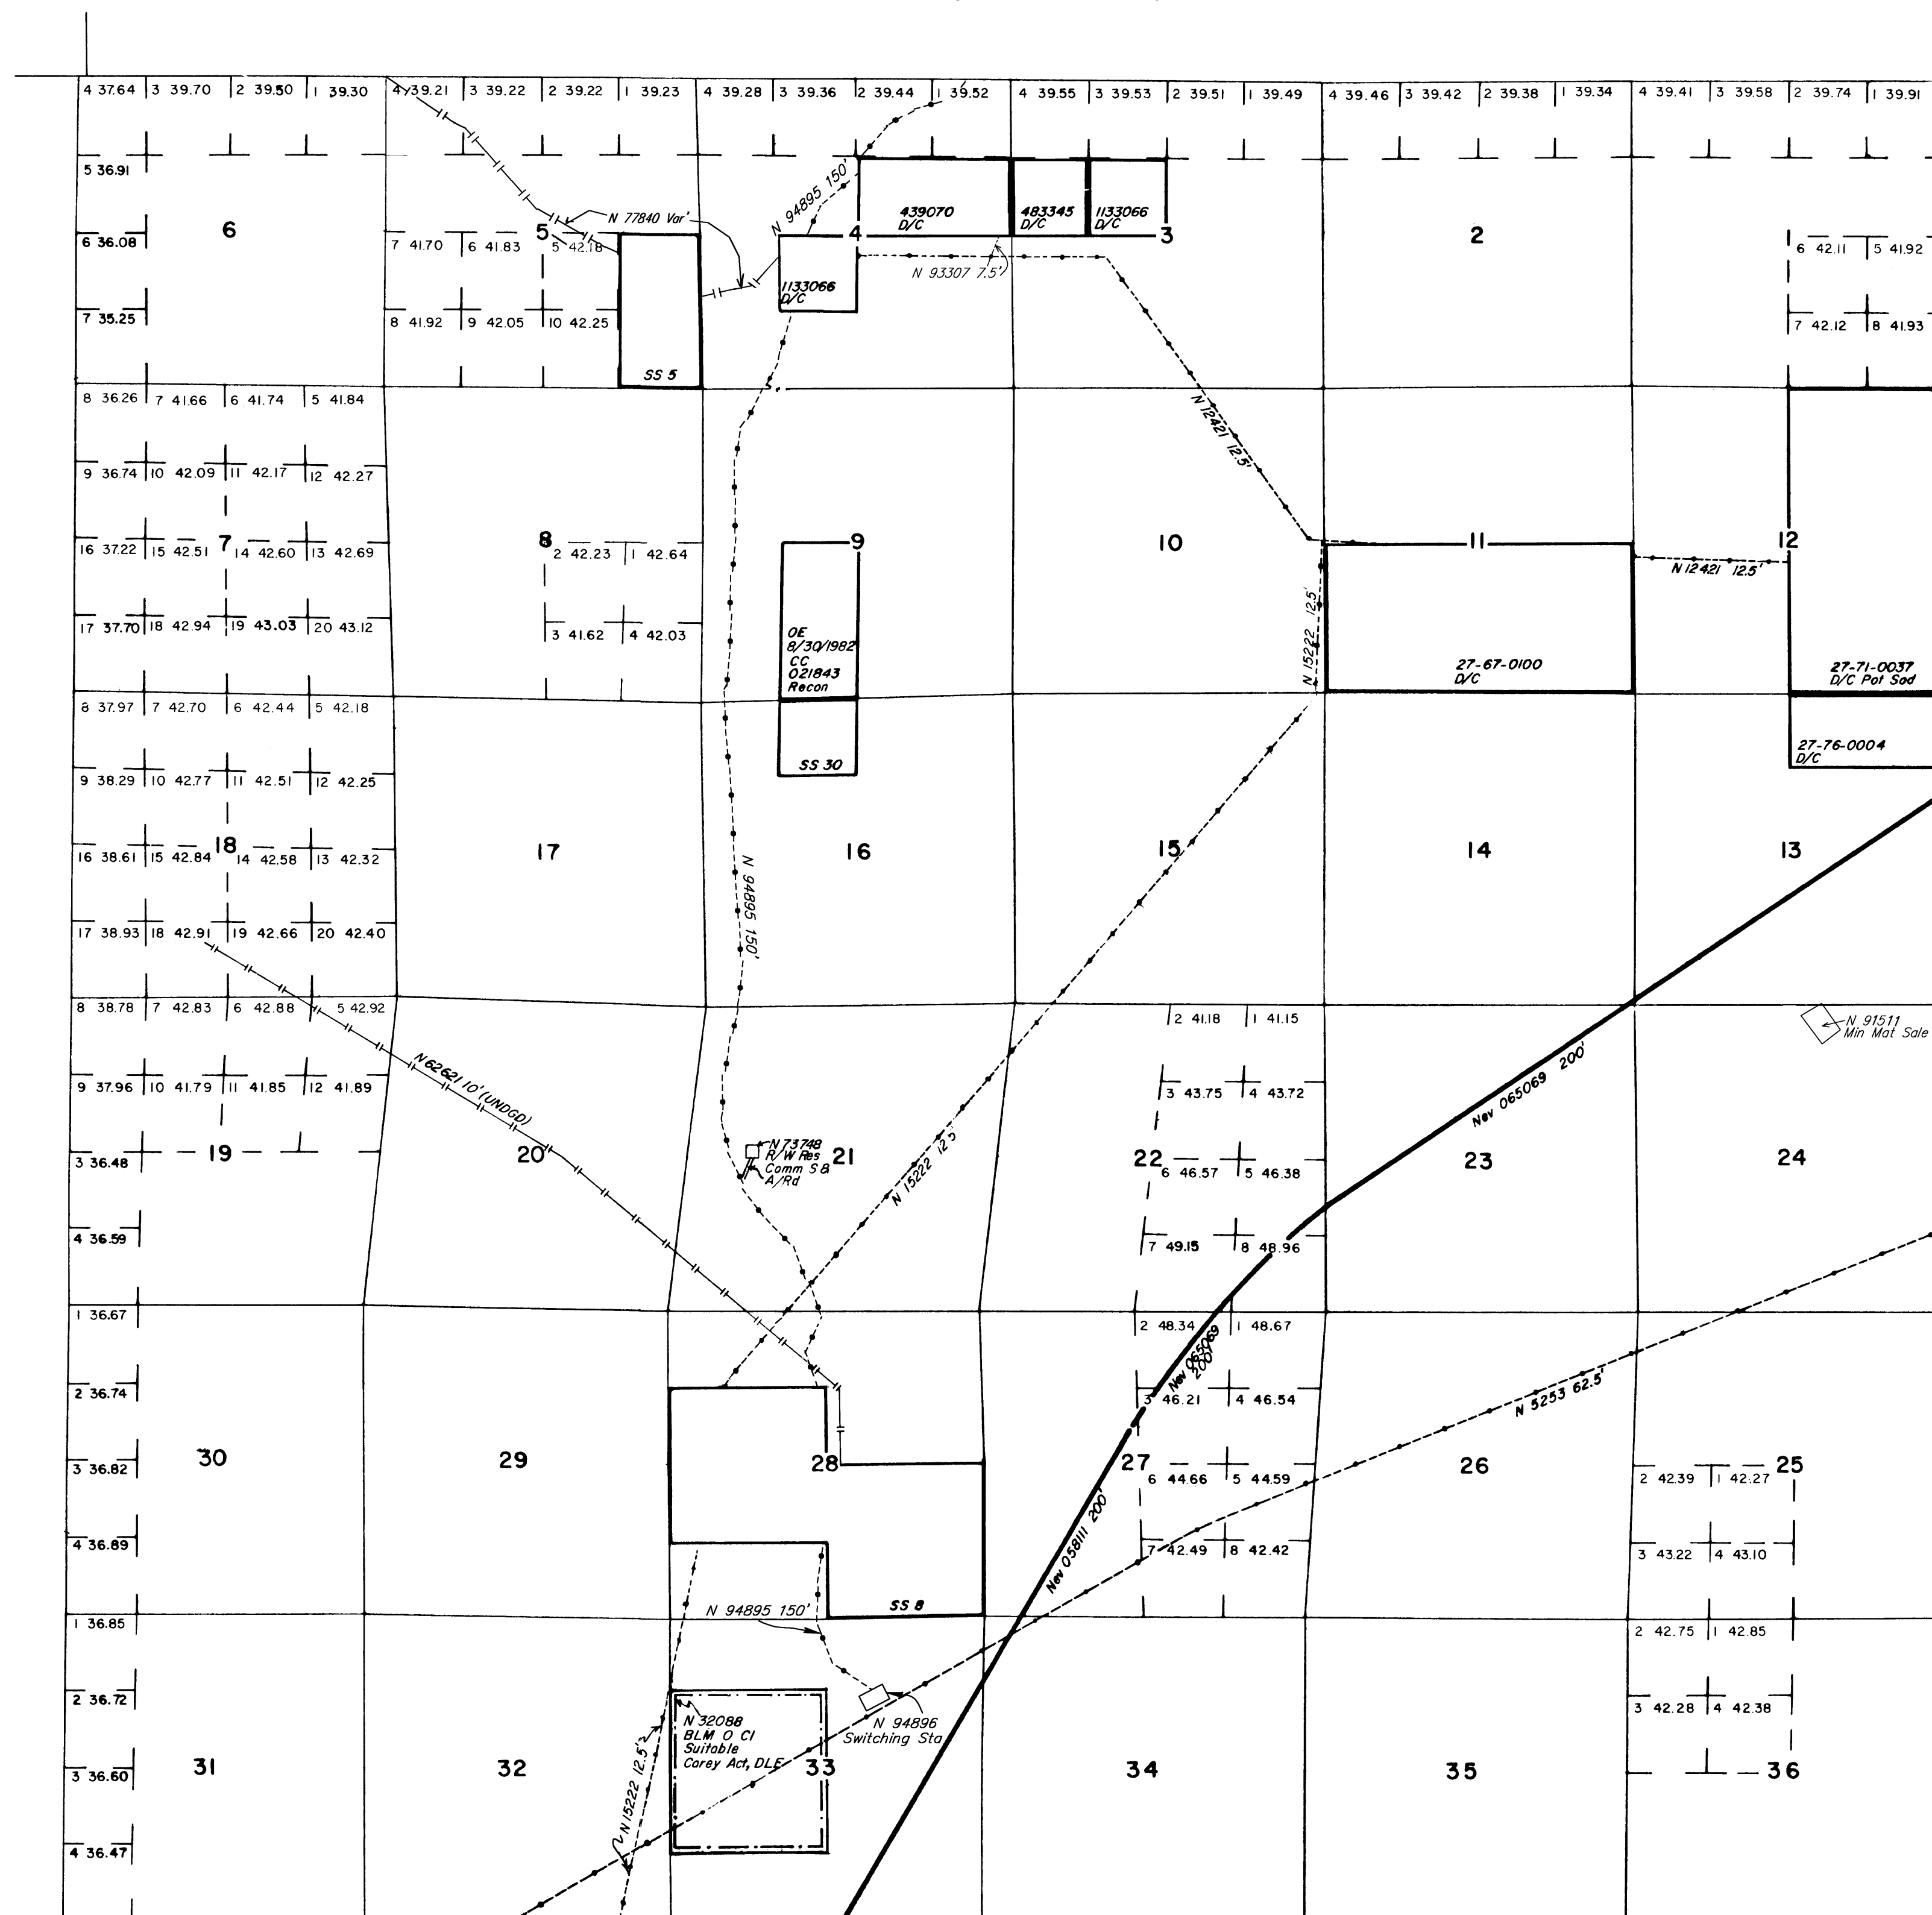 4 37.64 3 39.70 2 39.50 1 39.30 4 39.21 3 39.22 2 39.22 1 39.23 4 39.28 3 39.36 2 39.44 1 39.52 4 39.55 3 39.53 2 39.51 1 39.49 4 39.46 3 39.42 2 39.38 1 39.34 4 39.41 3 39.58 2 39.74 1 39.91
5 36.91
N 94895 150'
N 77840 Var'
439070
D/C
483345
D/C
1133066
D/C
6 36.08 6 5 4 3 2
7 41.70 6 41.83 5 42.18
6 42.11 5 41.92
N 93307 7.5'
1133066
D/C
7 35.25
8 41.92 9 42.05 10 42.25
7 42.12 8 41.93
SS 5
8 36.26 7 41.66 6 41.74 5 41.84
N 12421 12.5'
9 36.74 10 42.09 11 42.17 12 42.27
7 8 9 10 11 12
16 37.22 15 42.51 14 42.60 13 42.69
2 42.23 1 42.64
N 12421 12.5'
17 37.70 18 42.94 19 43.03 20 43.12
3 41.62 4 42.03
OE
8/30/1982
CC
021843
Recon
N 15222 12.5'
27-67-0100
D/C
27-71-0037
D/C Pot Sod
8 37.97 7 42.70 6 42.44 5 42.18
27-76-0004
D/C
SS 30
9 38.29 10 42.77 11 42.51 12 42.25
18 17 16 15 14 13
16 38.61 15 42.84 14 42.58 13 42.32
N 94895 150'
17 38.93 18 42.91 19 42.66 20 42.40
8 38.78 7 42.83 6 42.88 5 42.92
2 41.18 1 41.15
N 91511
Min Mat Sale
N 62621 10' (UNDGD)
9 37.96 10 41.79 11 41.85 12 41.89
3 43.75 4 43.72
Nev 065069 200'
N 73748
R/W Res
Comm S &
A/Rd
N 15222 12.5'
3 36.48 19 20 21 22 23 24
6 46.57 5 46.38
4 36.59
7 49.15 8 48.96
1 36.67
2 48.34 1 48.67
Nev 065069
200'
2 36.74
3 46.21 4 46.54
N 5253 62.5'
30 29 28 27 26 25
3 36.82
6 44.66 5 44.59
2 42.39 1 42.27
Nev 058111 200'
4 36.89
7 42.49 8 42.42
3 43.22 4 43.10
SS 8
N 94895 150'
1 36.85
2 42.75 1 42.85
2 36.72
3 42.28 4 42.38
N 32088
BLM O Cl
Suitable
Carey Act, DLE
N 94896
Switching Sta
N 15222 12.5'
31 32 33 34 35 36
3 36.60
4 36.47